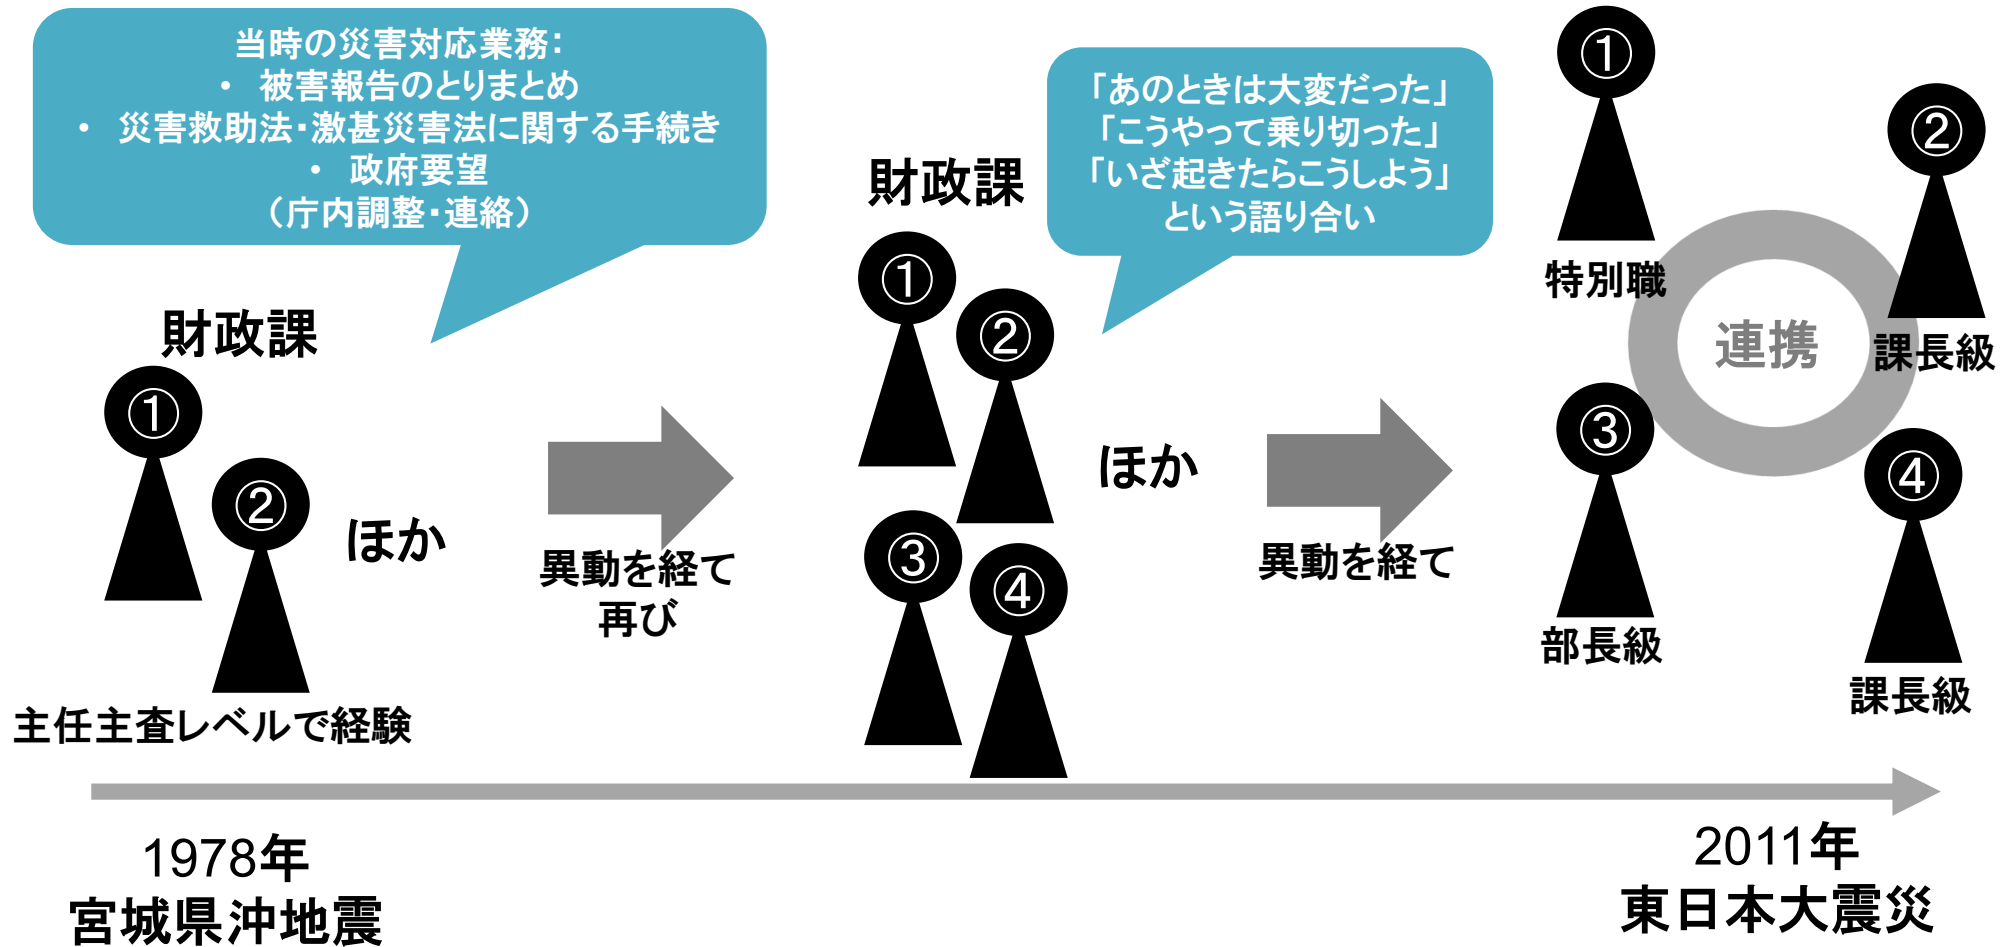 当時の災害対応業務：
• 被害報告のとりまとめ
• 災害救助法・激甚災害法に関する手続き
• 政府要望
（庁内調整・連絡）
財政課
①
②
ほか
主任主査レベルで経験
異動を経て
再び
財政課
「あのときは大変だった」
「こうやって乗り切った」
「いざ起きたらこうしよう」
という語り合い
①
②
③
④
ほか
異動を経て
①
特別職
②
課長級
連携
③
部長級
④
課長級
1978年
宮城県沖地震
2011年
東日本大震災